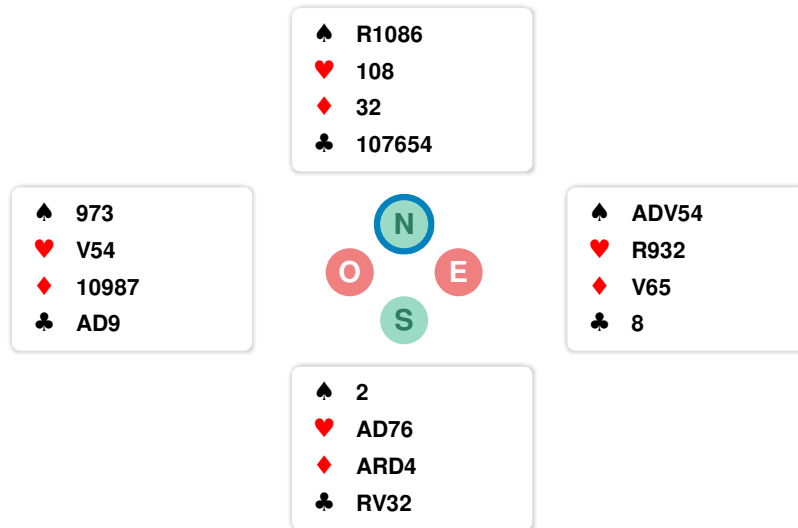 ♠ R1086
♥ 108
♦ 32
♣ 107654
♠ 973
♥ V54
♦ 10987
♣ AD9
N
O
E
S
♠ ADV54
♥ R932
♦ V65
♣ 8
♠ 2
♥ AD76
♦ ARD4
♣ RV32